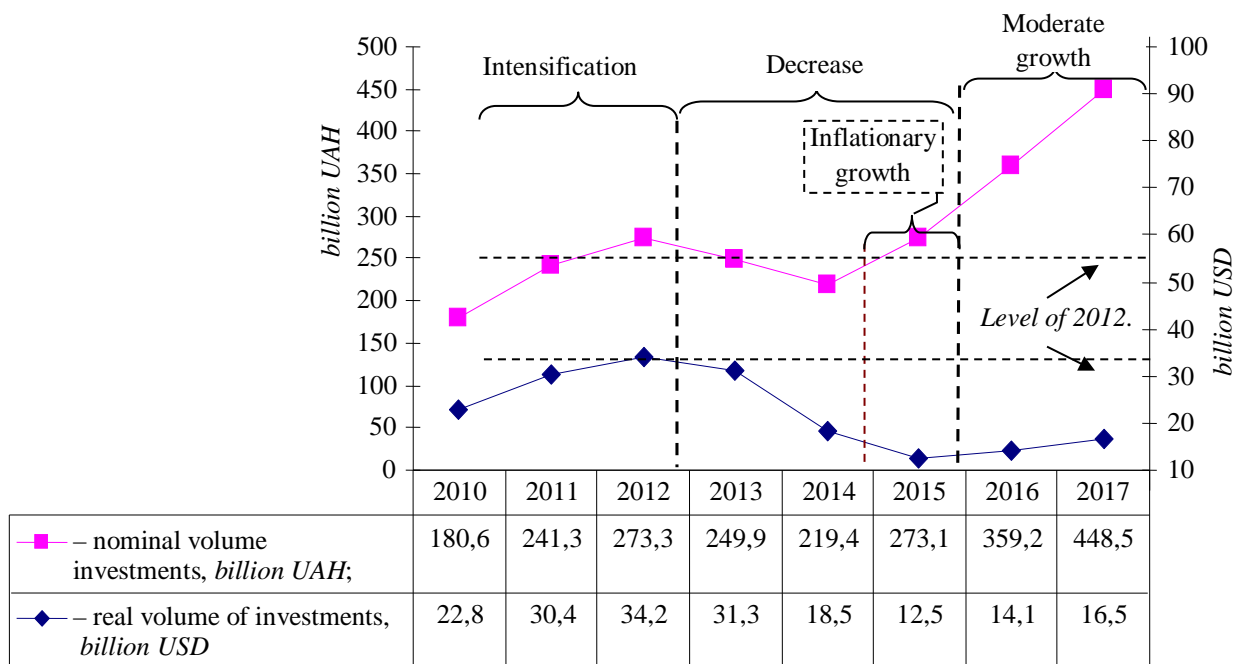 Moderate
growth
Intensification
Decrease
Inflationary
growth
Level of 2012.
billion UAH
500
450
400
350
300
250
200
150
100
50
0
100
90
80
70
60
50
40
30
20
10
billion USD
2010 2011 2012 2013 2014 2015 2016 2017
– nominal volume
investments, billion UAH;
180,6 241,3 273,3 249,9 219,4 273,1 359,2 448,5
– real volume of investments,
billion USD
22,8 30,4 34,2 31,3 18,5 12,5 14,1 16,5